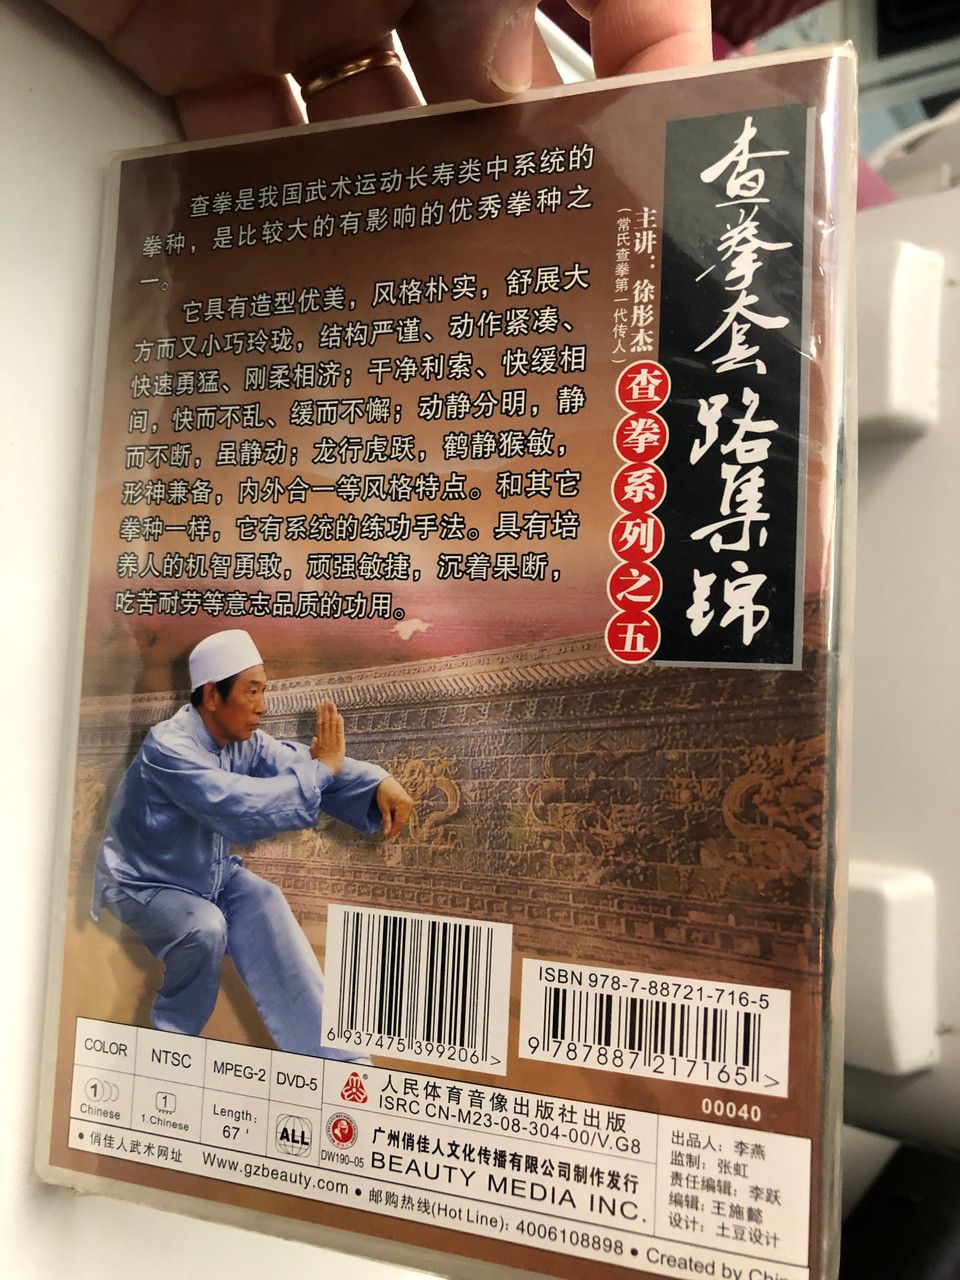 查拳套路集锦
主讲：徐彤杰
（常氏查拳第一代传人）
查拳系列之五
查拳是我国武术运动长寿类中系统的
拳种，是比较大的有影响的优秀拳种之
一。
它具有造型优美，风格朴实，舒展大
方而又小巧玲珑，结构严谨、动作紧凑、
快速勇猛、刚柔相济；干净利索、快缓相
间，快而不乱、缓而不懈；动静分明，静
而不断，虽静动；龙行虎跃，鹤静猴敏，
形神兼备，内外合一等风格特点。和其它
拳种一样，它有系统的练功手法。具有培
养人的机智勇敢，顽强敏捷，沉着果断，
吃苦耐劳等意志品质的功用。
6 937475 399206 >
ISBN 978-7-88721-716-5
9 787887 217165 >
00040
COLOR
NTSC
MPEG-2
DVD-5
1
Chinese
1
1.Chinese
Length:
67'
ALL
®
人民体育音像出版社出版
ISRC CN-M23-08-304-00/V.G8
DW190-05
广州俏佳人文化传播有限公司制作发行
BEAUTY MEDIA INC.
出品人：李燕
监制：张虹
责任编辑：李跃
编辑：王施懿
设计：土豆设计
• 俏佳人武术网址 Www.gzbeauty.com • 邮购热线(Hot Line)：4006108898 • Created by